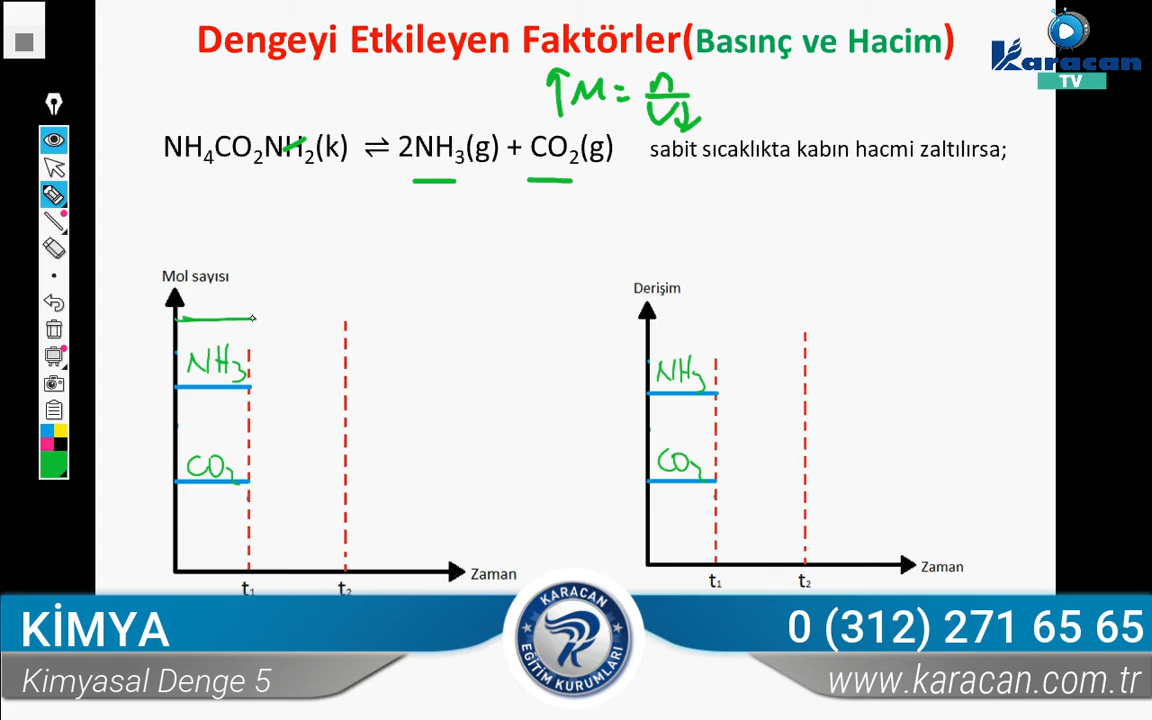 Dengeyi Etkileyen Faktörler(Basınç ve Hacim)
Karacan
TV
↑M = n/V↓
NH₄CO₂NH₂(k) ⇌ 2NH₃(g) + CO₂(g) sabit sıcaklıkta kabın hacmi zaltılırsa;
Mol sayısı
NH₃
CO₂
Zaman
t₁ t₂
Derişim
NH₃
CO₂
Zaman
t₁ t₂
KİMYA
Kimyasal Denge 5
KARACAN
EĞİTİM KURUMLARI
0 (312) 271 65 65
www.karacan.com.tr